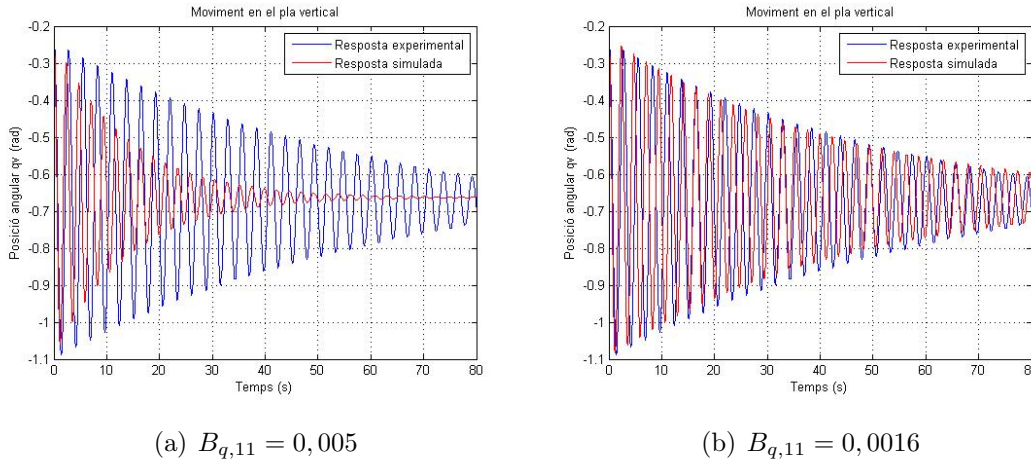 Moviment en el pla vertical
Resposta experimental
Resposta simulada
Posició angular qv (rad)
-0.2
-0.3
-0.4
-0.5
-0.6
-0.7
-0.8
-0.9
-1
-1.1
0 10 20 30 40 50 60 70 80
Temps (s)
(a) B_{q,11} = 0,005
Moviment en el pla vertical
Resposta experimental
Resposta simulada
Posició angular qv (rad)
-0.2
-0.3
-0.4
-0.5
-0.6
-0.7
-0.8
-0.9
-1
-1.1
0 10 20 30 40 50 60 70 80
Temps (s)
(b) B_{q,11} = 0,0016